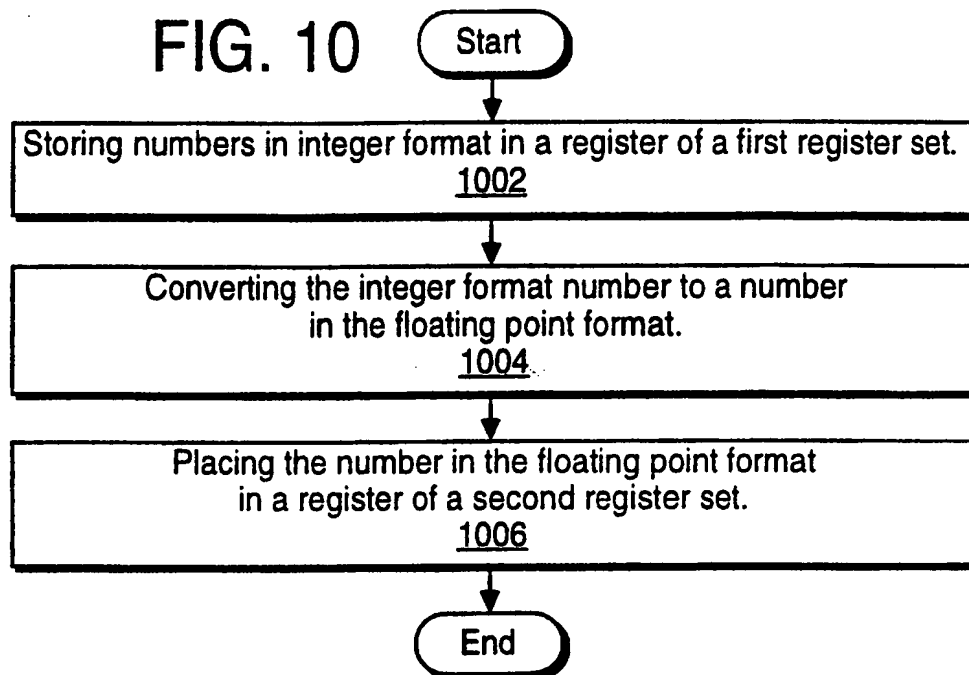 FIG. 10
Start
Storing numbers in integer format in a register of a first register set.
1002
Converting the integer format number to a number
in the floating point format.
1004
Placing the number in the floating point format
in a register of a second register set.
1006
End